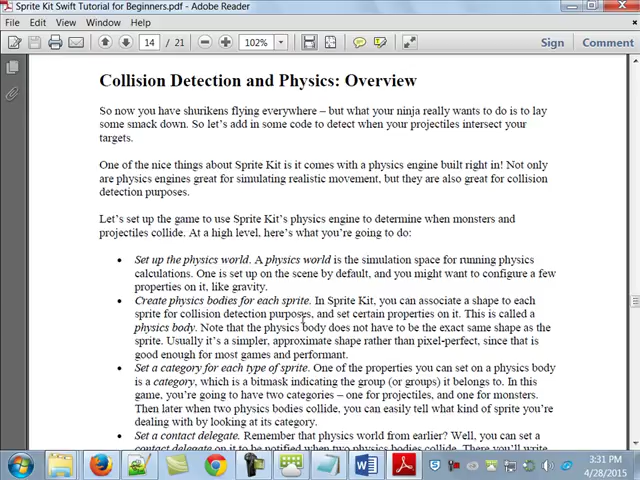 Sprite Kit Swift Tutorial for Beginners.pdf - Adobe Reader
File Edit View Window Help
14 / 21 102% Sign Comment
Collision Detection and Physics: Overview
So now you have shurikens flying everywhere – but what your ninja really wants to do is to lay
some smack down. So let's add in some code to detect when your projectiles intersect your
targets.
One of the nice things about Sprite Kit is it comes with a physics engine built right in! Not only
are physics engines great for simulating realistic movement, but they are also great for collision
detection purposes.
Let's set up the game to use Sprite Kit's physics engine to determine when monsters and
projectiles collide. At a high level, here's what you're going to do:
• Set up the physics world. A physics world is the simulation space for running physics
calculations. One is set up on the scene by default, and you might want to configure a few
properties on it, like gravity.
• Create physics bodies for each sprite. In Sprite Kit, you can associate a shape to each
sprite for collision detection purposes, and set certain properties on it. This is called a
physics body. Note that the physics body does not have to be the exact same shape as the
sprite. Usually it's a simpler, approximate shape rather than pixel-perfect, since that is
good enough for most games and performant.
• Set a category for each type of sprite. One of the properties you can set on a physics body
is a category, which is a bitmask indicating the group (or groups) it belongs to. In this
game, you're going to have two categories – one for projectiles, and one for monsters.
Then later when two physics bodies collide, you can easily tell what kind of sprite you're
dealing with by looking at its category.
• Set a contact delegate. Remember that physics world from earlier? Well, you can set a
contact delegate on it to be notified when two physics bodies collide. There you'll write
3:31 PM
4/28/2015